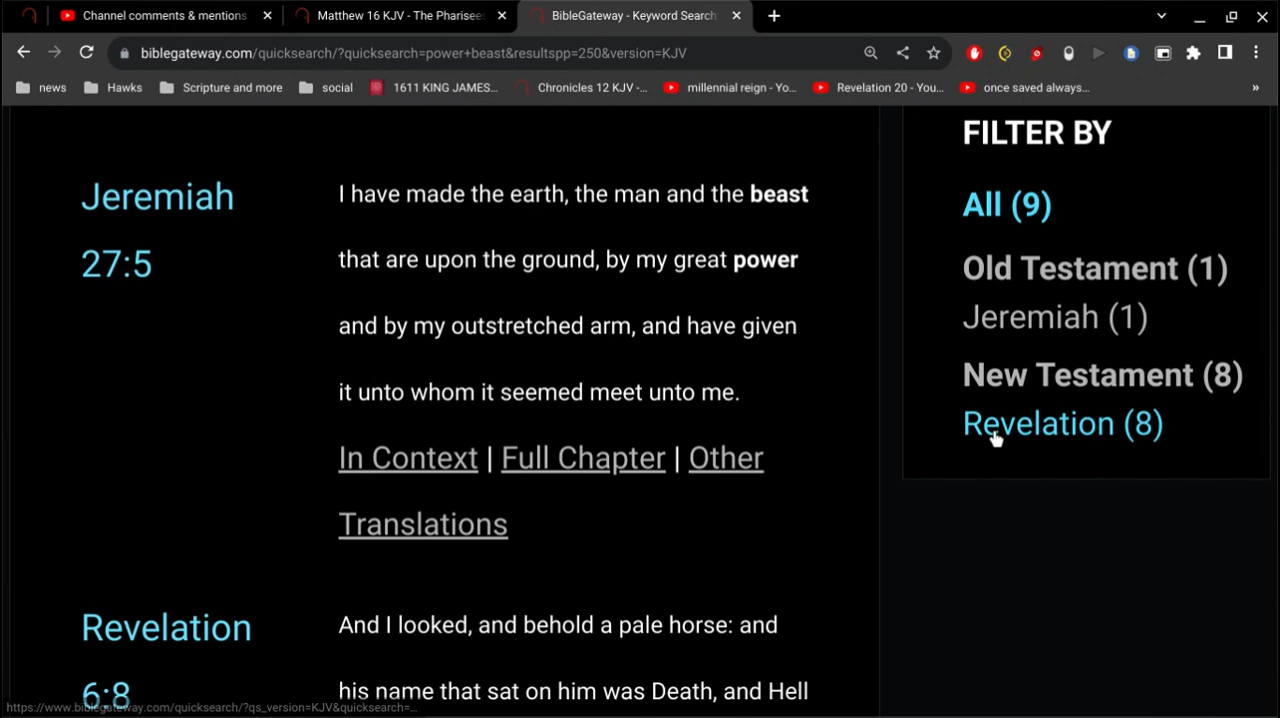 Channel comments & mentions
Matthew 16 KJV - The Pharisees
BibleGateway - Keyword Search
biblegateway.com/quicksearch/?quicksearch=power+beast&resultspp=250&version=KJV
news
Hawks
Scripture and more
social
1611 KING JAMES...
Chronicles 12 KJV -...
millennial reign - Yo...
Revelation 20 - You...
once saved always...
»
Jeremiah
27:5
I have made the earth, the man and the beast
that are upon the ground, by my great power
and by my outstretched arm, and have given
it unto whom it seemed meet unto me.
In Context | Full Chapter | Other
Translations
Revelation
6:8
And I looked, and behold a pale horse: and
his name that sat on him was Death, and Hell
FILTER BY
All (9)
Old Testament (1)
Jeremiah (1)
New Testament (8)
Revelation (8)
https://www.biblegateway.com/quicksearch/?qs_version=KJV&quicksearch=...